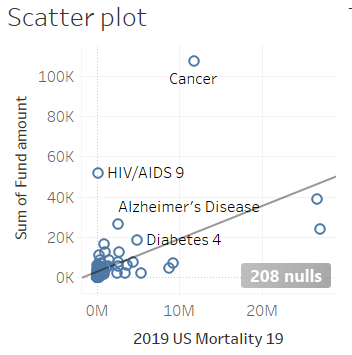 Scatter plot
100K
Cancer
80K
60K
HIV/AIDS 9
40K
Alzheimer's Disease
20K
Diabetes 4
0K
208 nulls
0M
10M
20M
Sum of Fund amount
2019 US Mortality 19